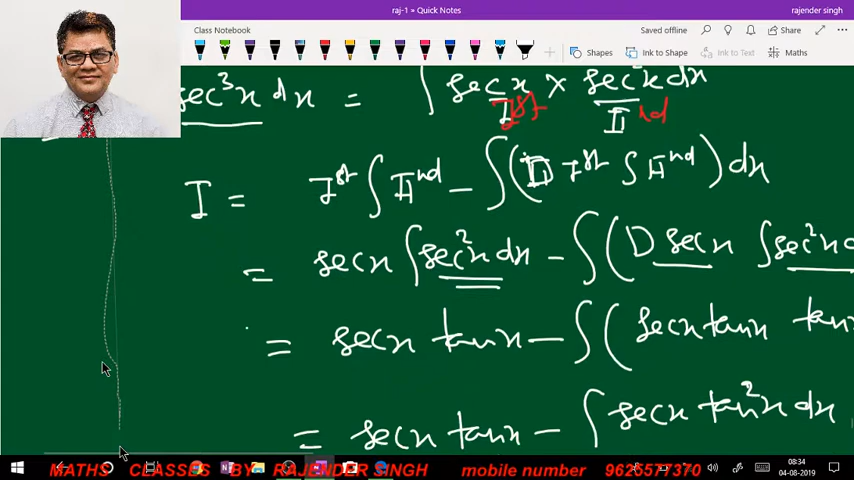 raj-1 » Quick Notes
rajender singh
Class Notebook
Saved offline
Share
Shapes
Ink to Shape
Ink to Text
Maths
sec³x dx = ∫ secx × sec²x dx
Ist IInd
I = Ist ∫ IInd − ∫ ( D Ist ∫ IInd ) dx
= secx ∫ sec²x dx − ∫ ( D secx ∫ sec²x d
= secx tanx − ∫ ( secx tanx tan
= secx tanx − ∫ secx tan²x dx
MATHS CLASSES BY RAJENDER SINGH mobile number 9625577370
08:34
04-08-2019